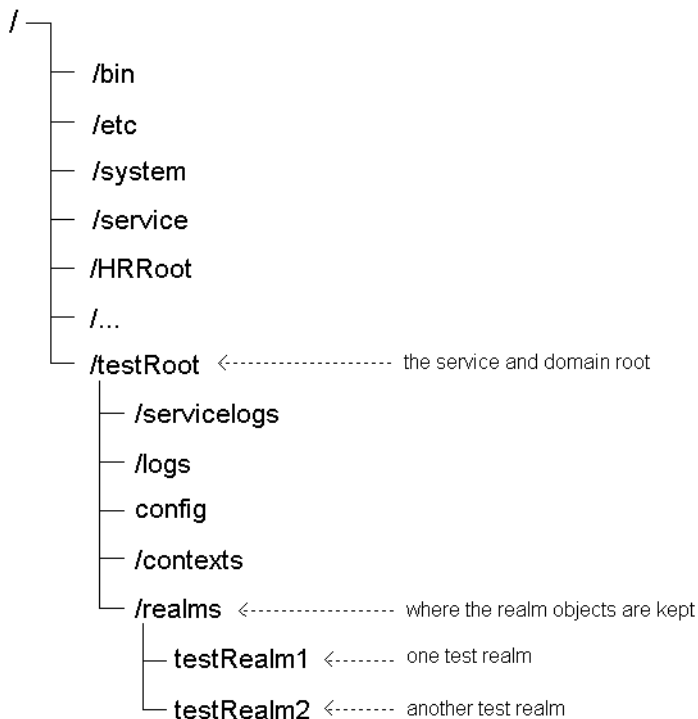 /
/bin
/etc
/system
/service
/HRRoot
/...
/testRoot the service and domain root
/servicelogs
/logs
config
/contexts
/realms where the realm objects are kept
testRealm1 one test realm
testRealm2 another test realm